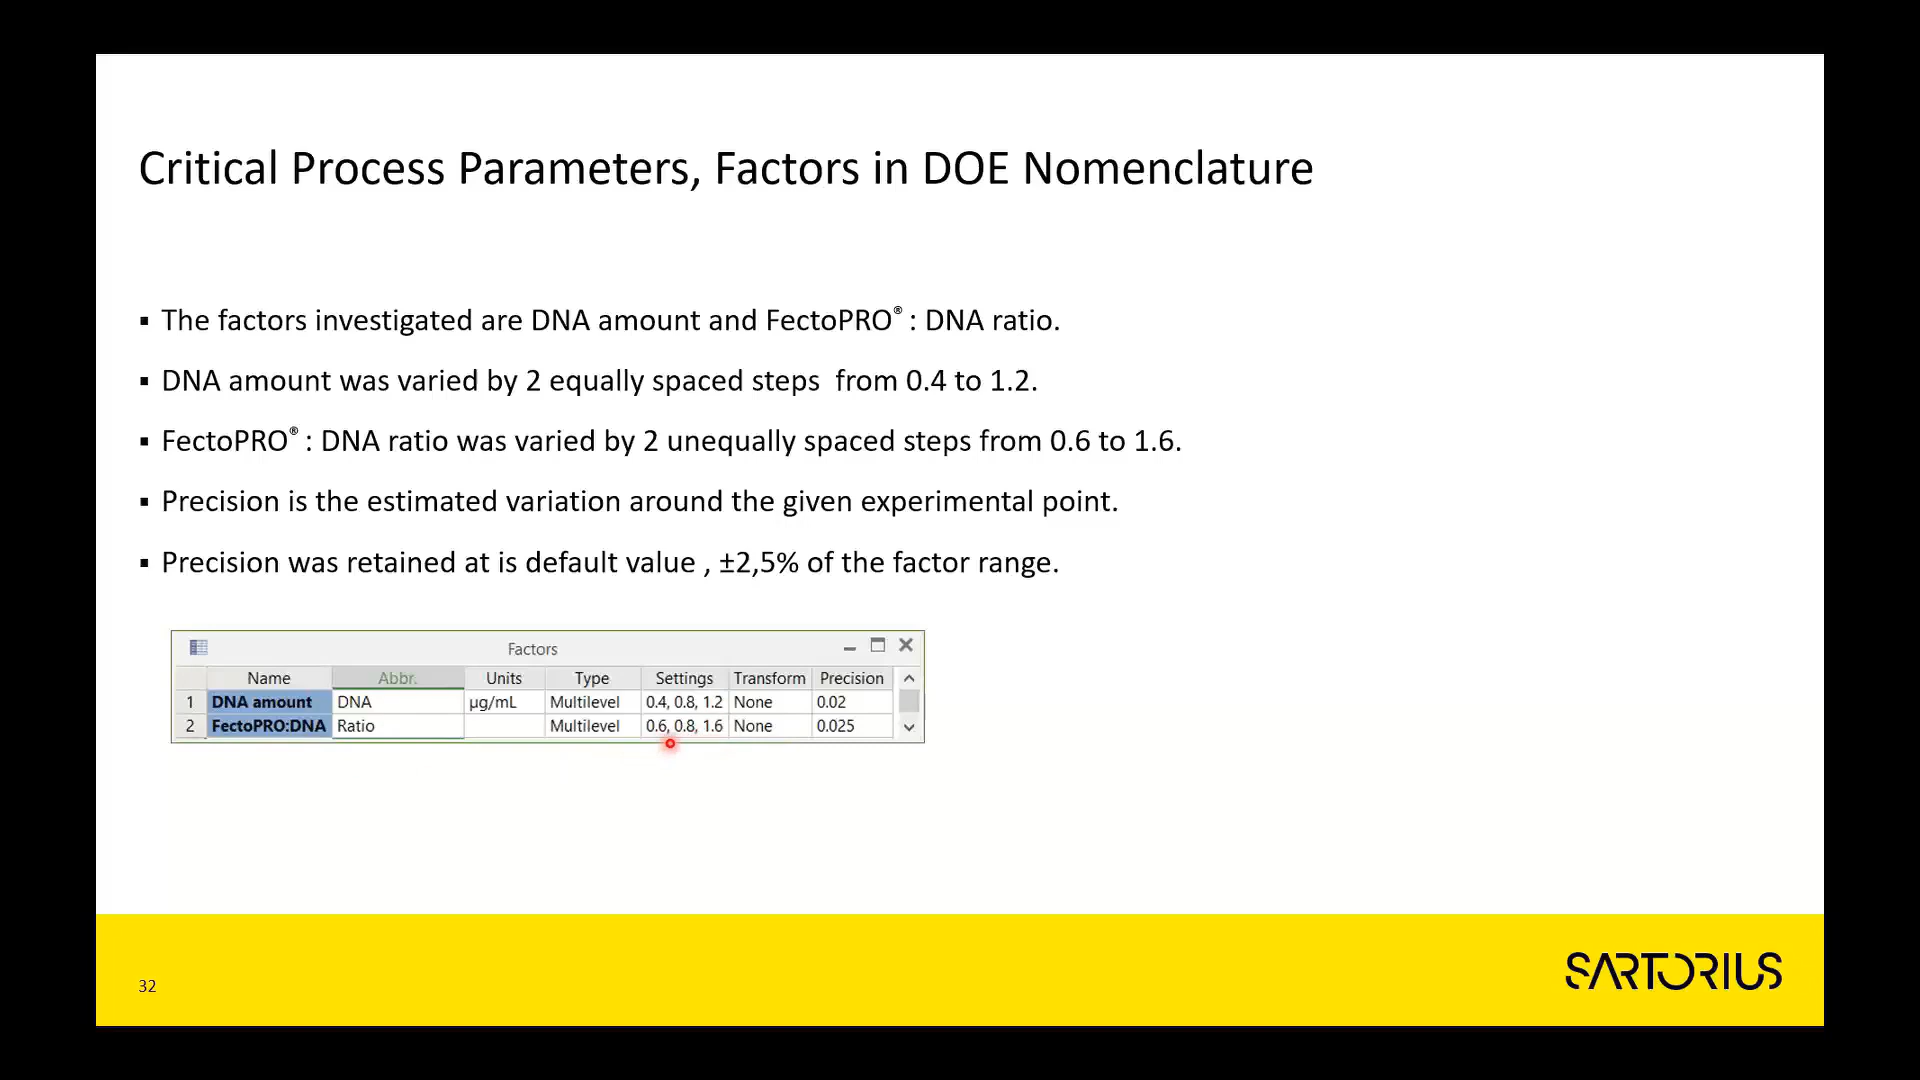 Critical Process Parameters, Factors in DOE Nomenclature
▪ The factors investigated are DNA amount and FectoPRO® : DNA ratio.
▪ DNA amount was varied by 2 equally spaced steps  from 0.4 to 1.2.
▪ FectoPRO® : DNA ratio was varied by 2 unequally spaced steps from 0.6 to 1.6.
▪ Precision is the estimated variation around the given experimental point.
▪ Precision was retained at is default value , ±2,5% of the factor range.
Factors
Name Abbr. Units Type Settings Transform Precision
1 DNA amount DNA µg/mL Multilevel 0.4, 0.8, 1.2 None 0.02
2 FectoPRO:DNA Ratio Multilevel 0.6, 0.8, 1.6 None 0.025
32
SARTORIUS